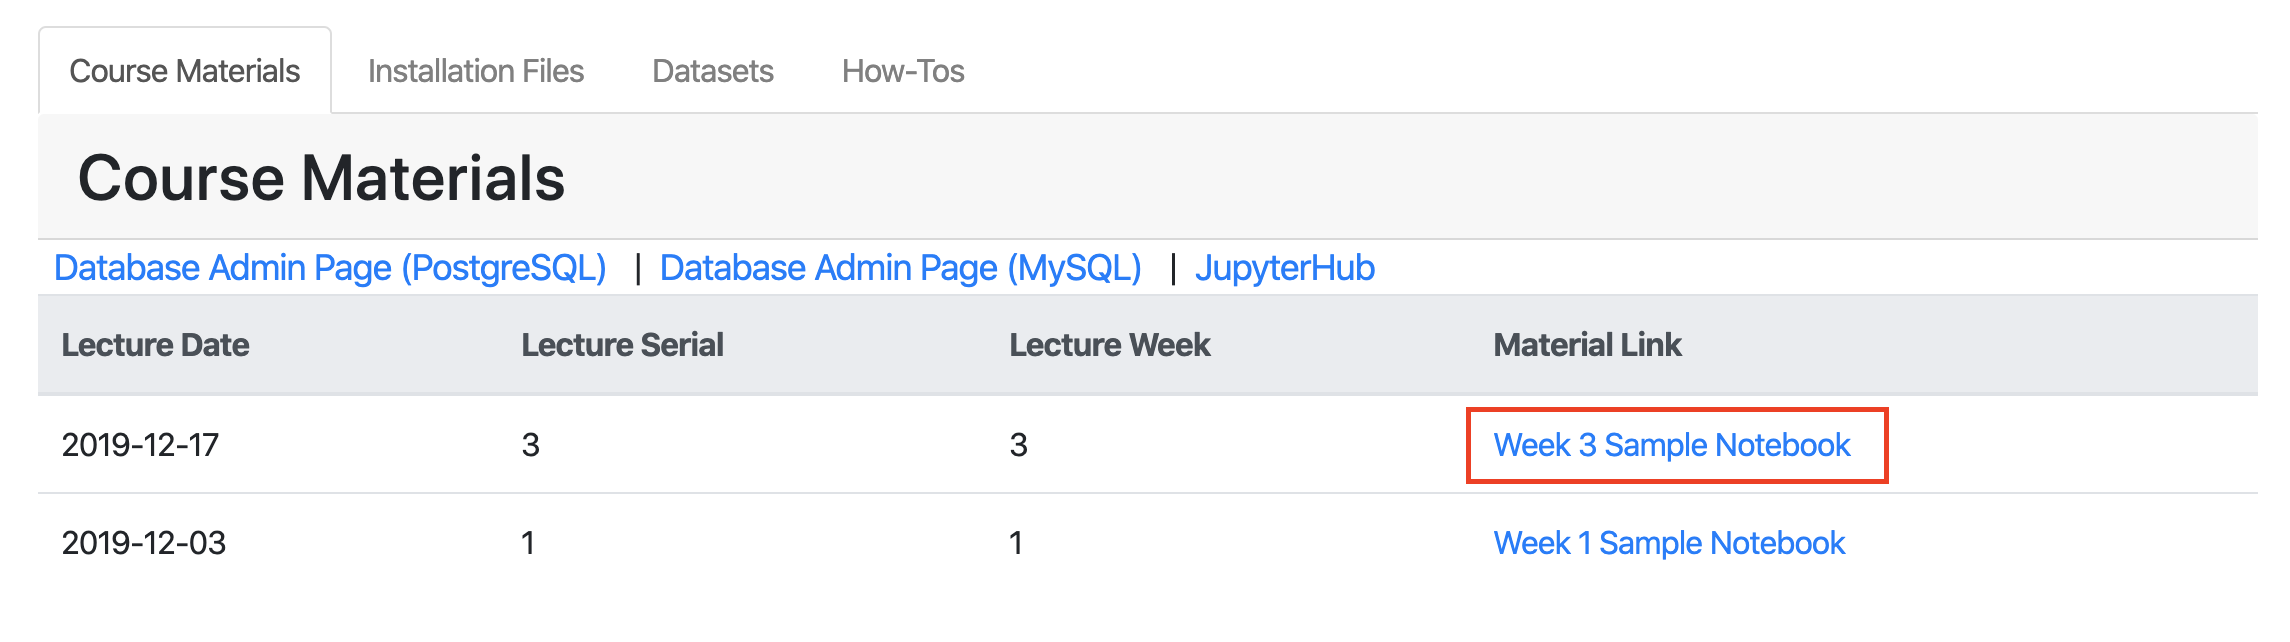 Course Materials Installation Files Datasets How-Tos
Course Materials
Database Admin Page (PostgreSQL) | Database Admin Page (MySQL) | JupyterHub
Lecture Date Lecture Serial Lecture Week Material Link
2019-12-17 3 3 Week 3 Sample Notebook
2019-12-03 1 1 Week 1 Sample Notebook